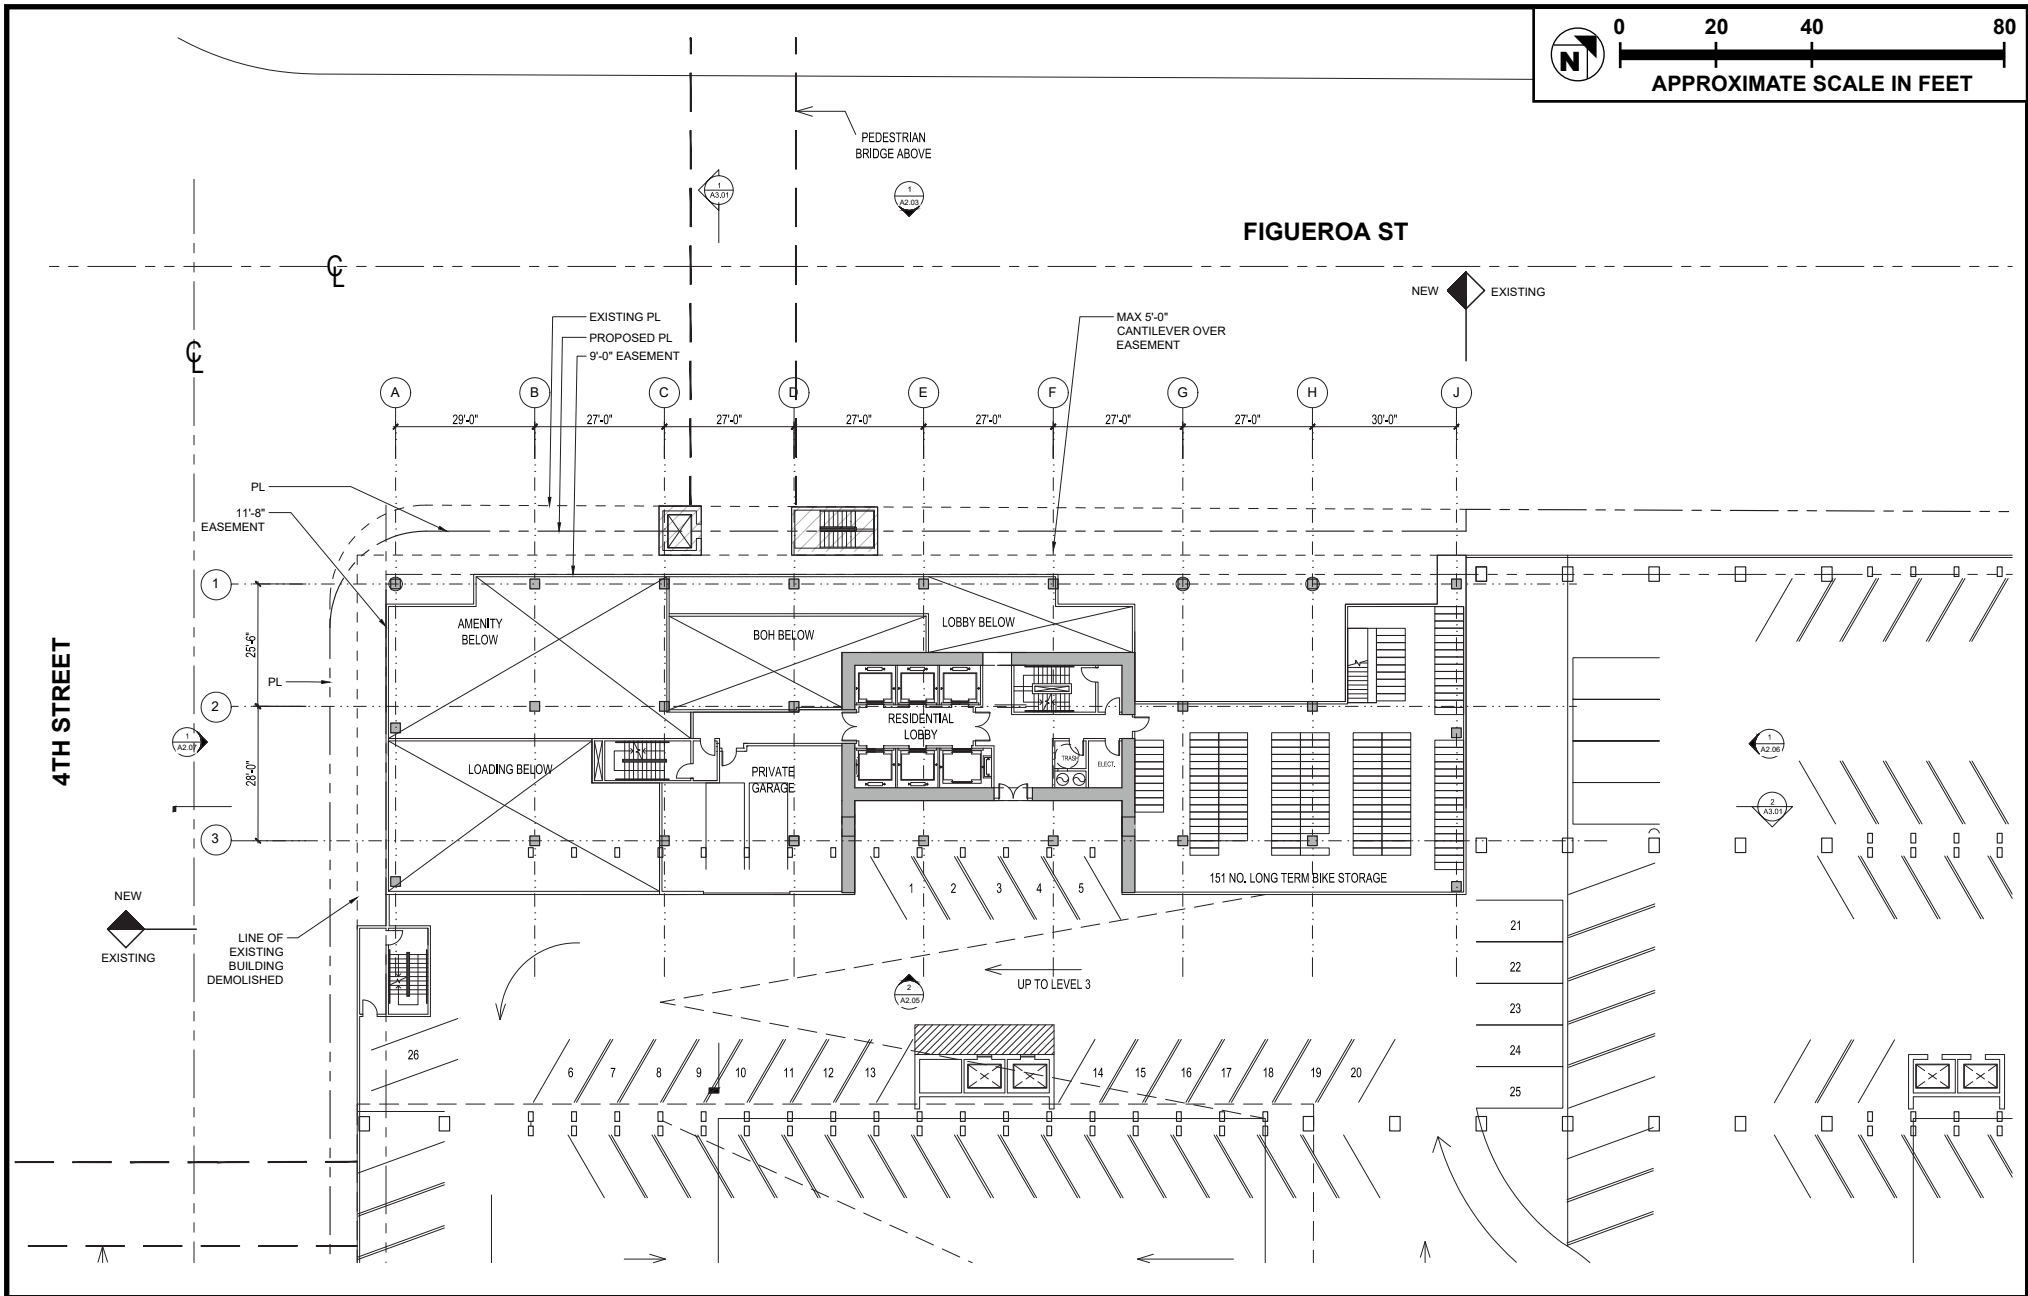 0 20 40 80
N
APPROXIMATE SCALE IN FEET
PEDESTRIAN
BRIDGE ABOVE
1
A3.01
1
A2.03
FIGUEROA ST
NEW
EXISTING
EXISTING PL
PROPOSED PL
9'-0" EASEMENT
MAX 5'-0"
CANTILEVER OVER
EASEMENT
A B C D E F G H J
29'-0" 27'-0" 27'-0" 27'-0" 27'-0" 27'-0" 27'-0" 30'-0"
PL
11'-8"
EASEMENT
1
25'-6"
PL
2
28'-0"
3
4TH STREET
1
A2.07
AMENITY
BELOW
BOH BELOW
LOBBY BELOW
RESIDENTIAL
LOBBY
LOADING BELOW
PRIVATE
GARAGE
TRASH
ELECT.
1
A2.06
2
A3.01
151 NO. LONG TERM BIKE STORAGE
1 2 3 4 5
NEW
EXISTING
LINE OF
EXISTING
BUILDING
DEMOLISHED
2
A2.05
UP TO LEVEL 3
21
22
23
24
25
26
6 7 8 9 10 11 12 13 14 15 16 17 18 19 20